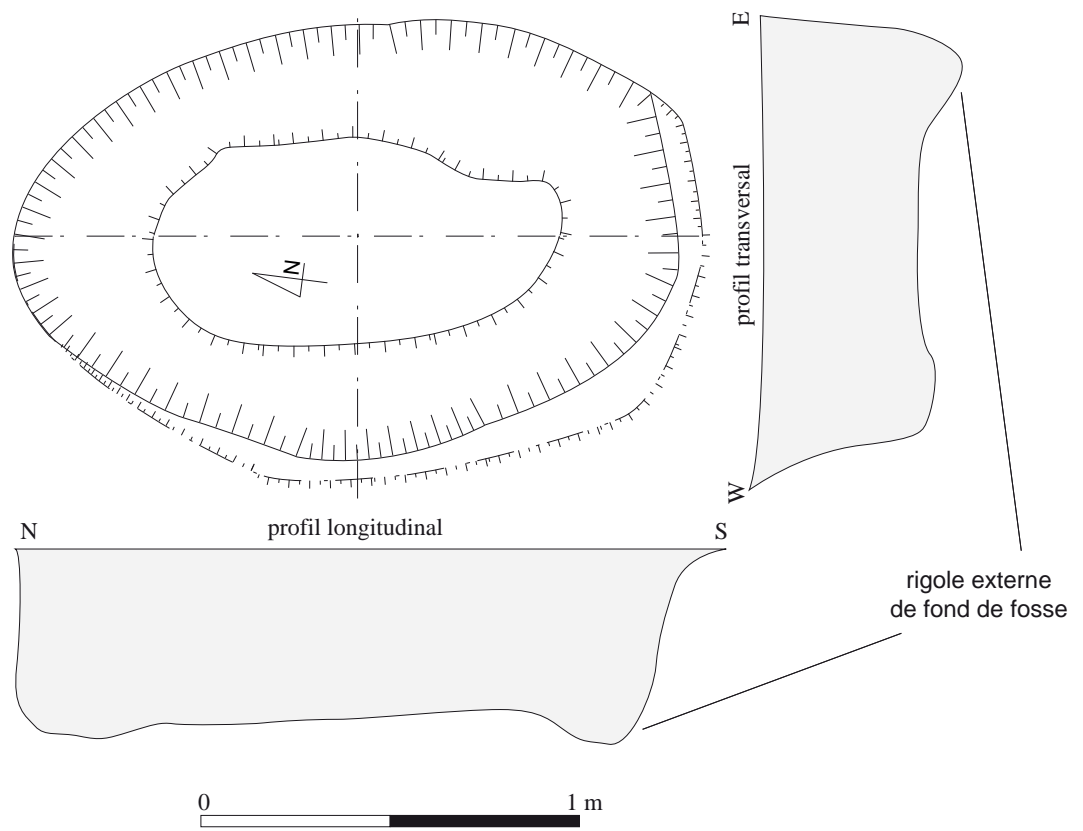 E
profil transversal
N
W
N
profil longitudinal
S
rigole externe
de fond de fosse
0
1 m